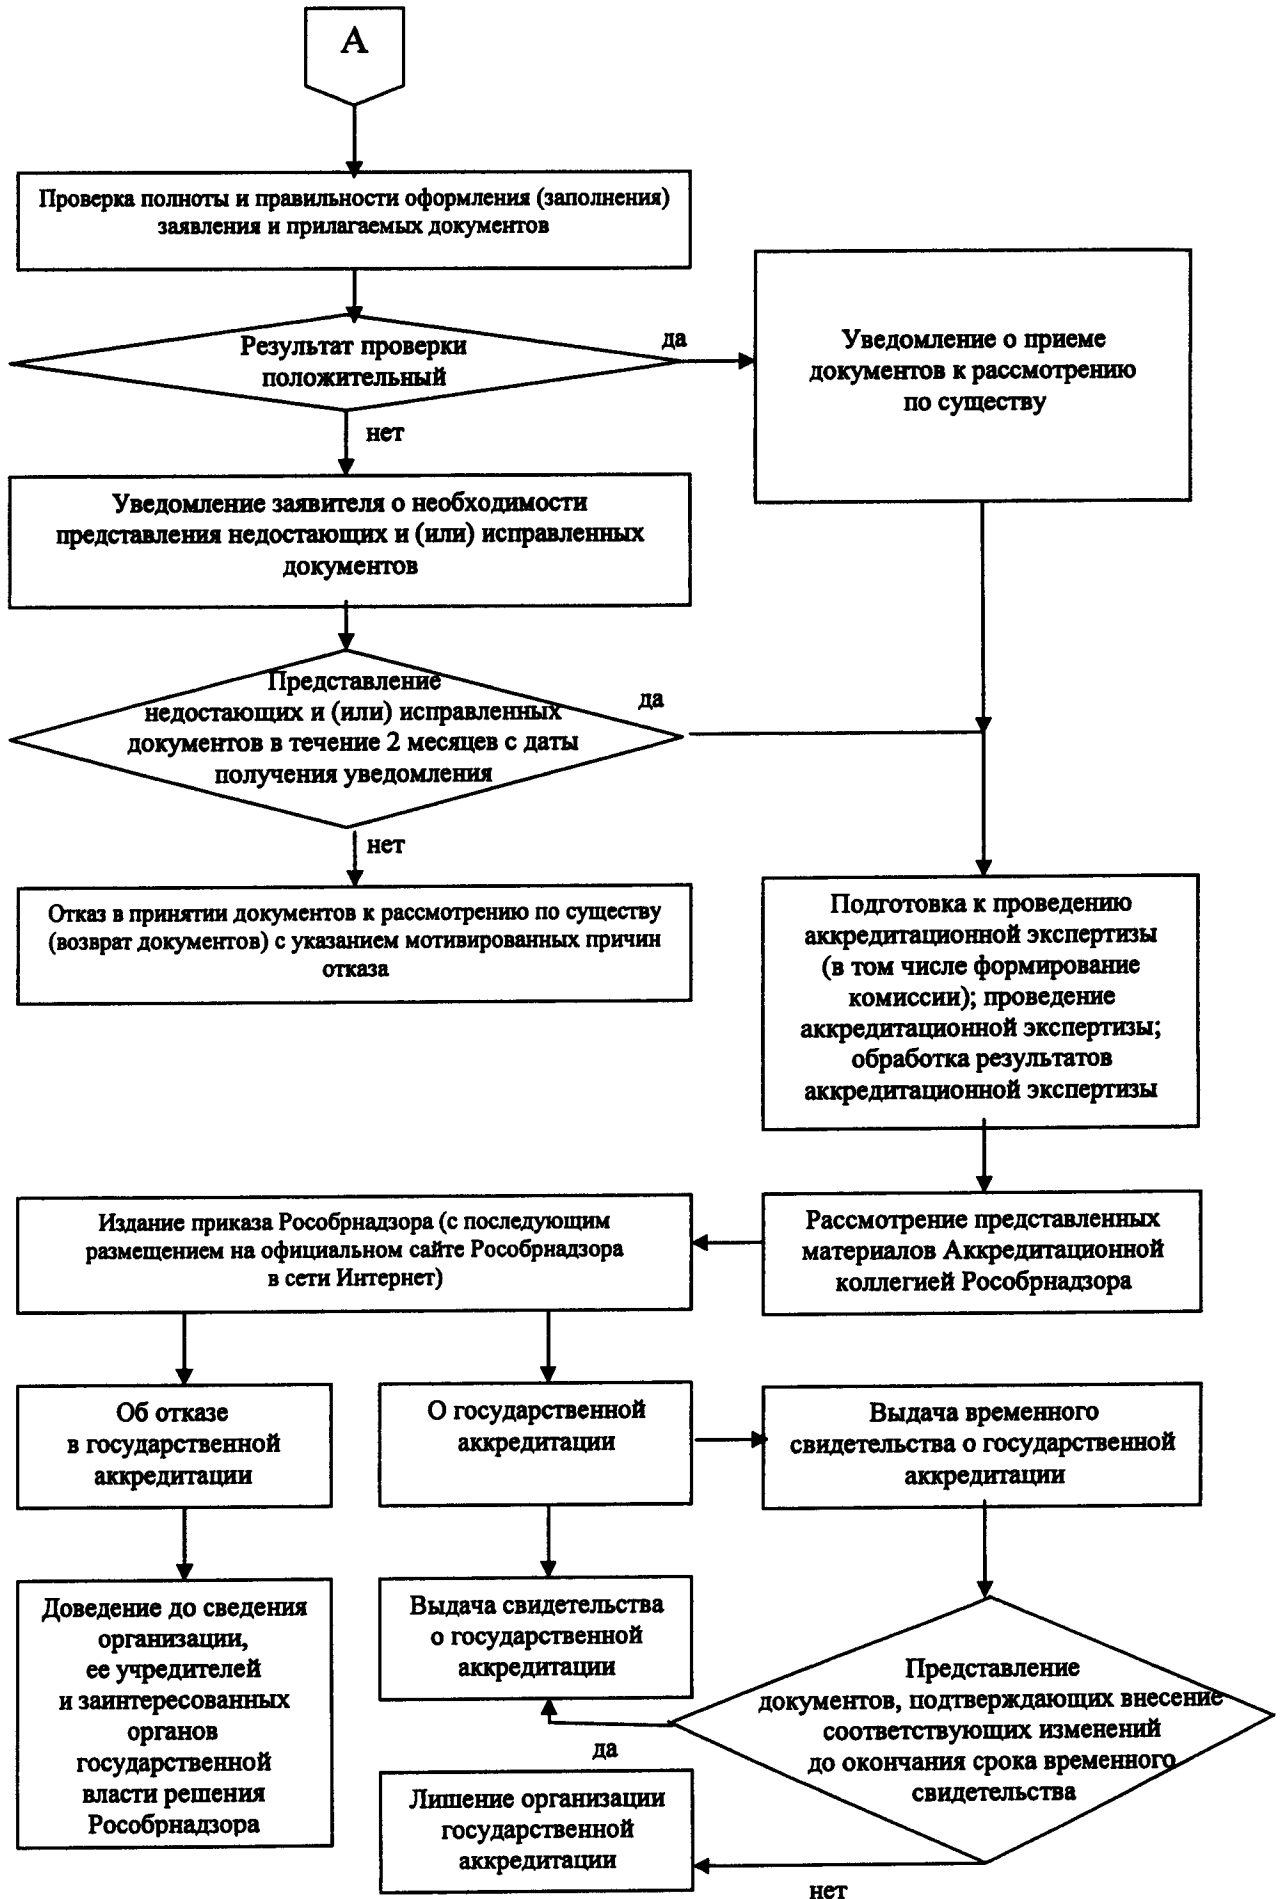 А
Проверка полноты и правильности оформления (заполнения)
заявления и прилагаемых документов
Результат проверки
положительный
да
Уведомление о приеме
документов к рассмотрению
по существу
нет
Уведомление заявителя о необходимости
представления недостающих и (или) исправленных
документов
Представление
недостающих и (или) исправленных
документов в течение 2 месяцев с даты
получения уведомления
да
нет
Отказ в принятии документов к рассмотрению по существу
(возврат документов) с указанием мотивированных причин
отказа
Подготовка к проведению
аккредитационной экспертизы
(в том числе формирование
комиссии); проведение
аккредитационной экспертизы;
обработка результатов
аккредитационной экспертизы
Издание приказа Рособрнадзора (с последующим
размещением на официальном сайте Рособрнадзора
в сети Интернет)
Рассмотрение представленных
материалов Аккредитационной
коллегией Рособрнадзора
Об отказе
в государственной
аккредитации
О государственной
аккредитации
Выдача временного
свидетельства о государственной
аккредитации
Доведение до сведения
организации,
ее учредителей
и заинтересованных
органов
государственной
власти решения
Рособрнадзора
Выдача свидетельства
о государственной
аккредитации
Представление
документов, подтверждающих внесение
соответствующих изменений
до окончания срока временного
свидетельства
да
Лишение организации
государственной
аккредитации
нет